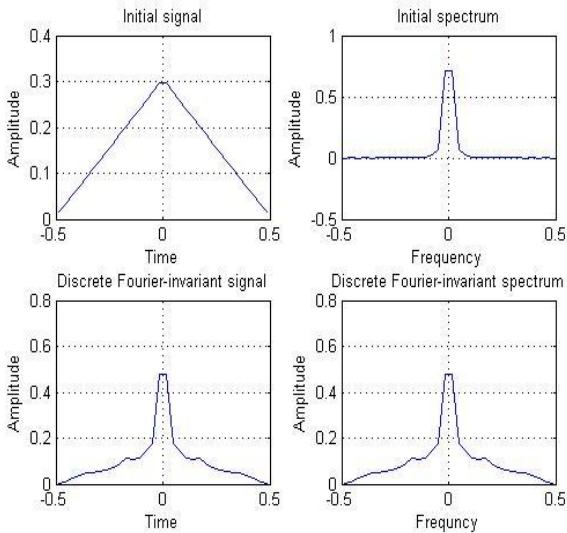 Initial signal
Amplitude
0.4
0.3
0.2
0.1
0
-0.5
0
0.5
Time
Initial spectrum
Amplitude
1
0.5
0
-0.5
-0.5
0
0.5
Frequency
Discrete Fourier-invariant signal
Amplitude
0.8
0.6
0.4
0.2
0
-0.5
0
0.5
Time
Discrete Fourier-invariant spectrum
Amplitude
0.8
0.6
0.4
0.2
0
-0.5
0
0.5
Frequncy